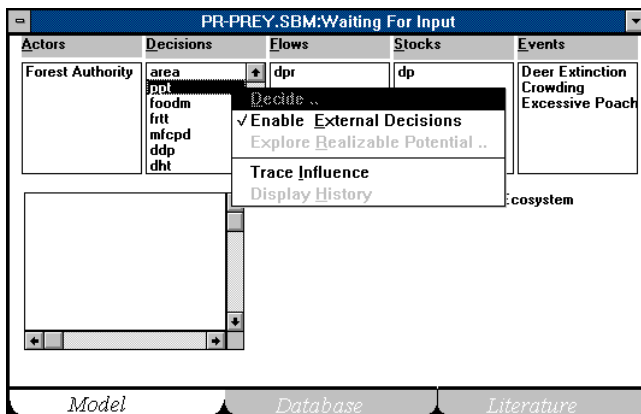 PR-PREY.SBM:Waiting For Input
Actors Decisions Flows Stocks Events
Forest Authority
area
ppt
foodm
frtt
mfcpd
ddp
dht
dpr
dp
Deer Extinction
Crowding
Excessive Poach
Decide ..
√Enable External Decisions
Explore Realizable Potential ..
Trace Influence
Display History
Ecosystem
Model Database Literature